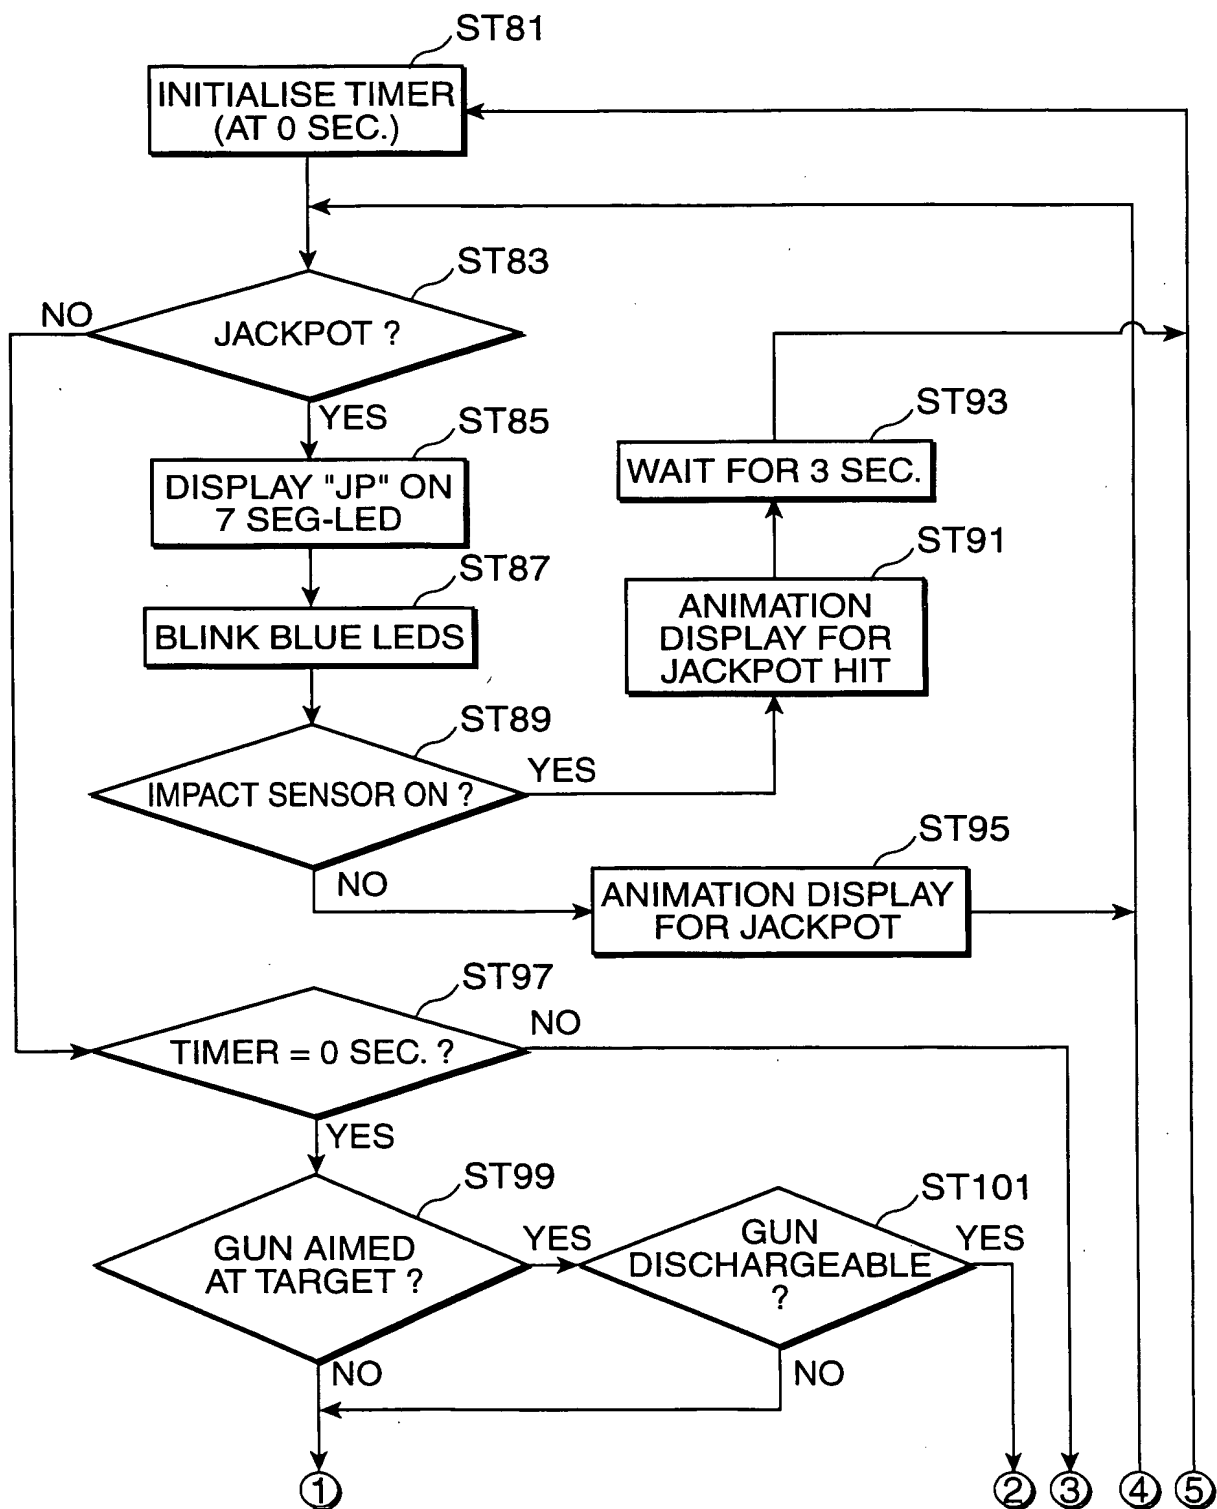 ST81
INITIALISE TIMER
(AT 0 SEC.)
ST83
NO
JACKPOT ?
YES
ST85
DISPLAY "JP" ON
7 SEG-LED
ST93
WAIT FOR 3 SEC.
ST87
BLINK BLUE LEDS
ST91
ANIMATION
DISPLAY FOR
JACKPOT HIT
ST89
IMPACT SENSOR ON ?
YES
NO
ST95
ANIMATION DISPLAY
FOR JACKPOT
ST97
TIMER = 0 SEC. ?
NO
YES
ST99
GUN AIMED
AT TARGET ?
YES
NO
ST101
GUN
DISCHARGEABLE
?
YES
NO
1
2
3
4
5